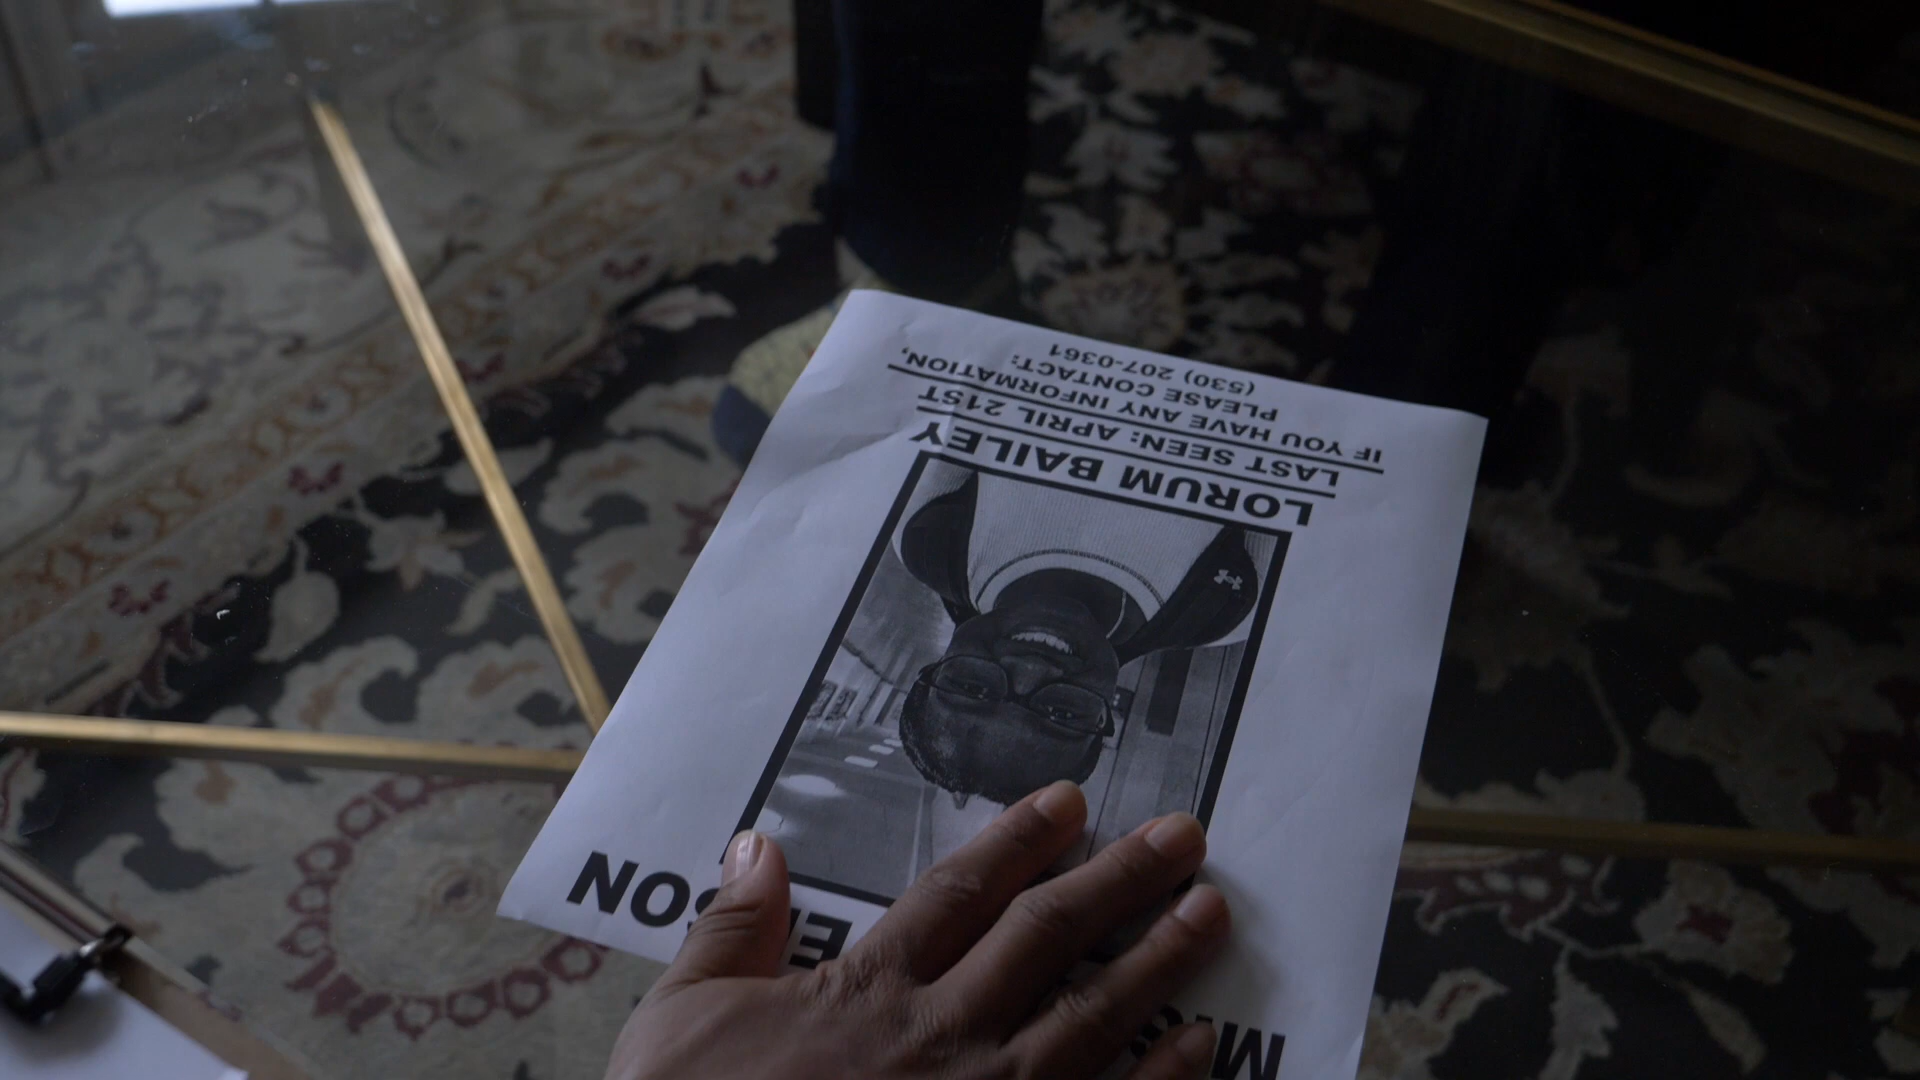 LORUM BAILEY
LAST SEEN: APRIL 21ST
IF YOU HAVE ANY INFORMATION,
PLEASE CONTACT:
(530) 207-0361